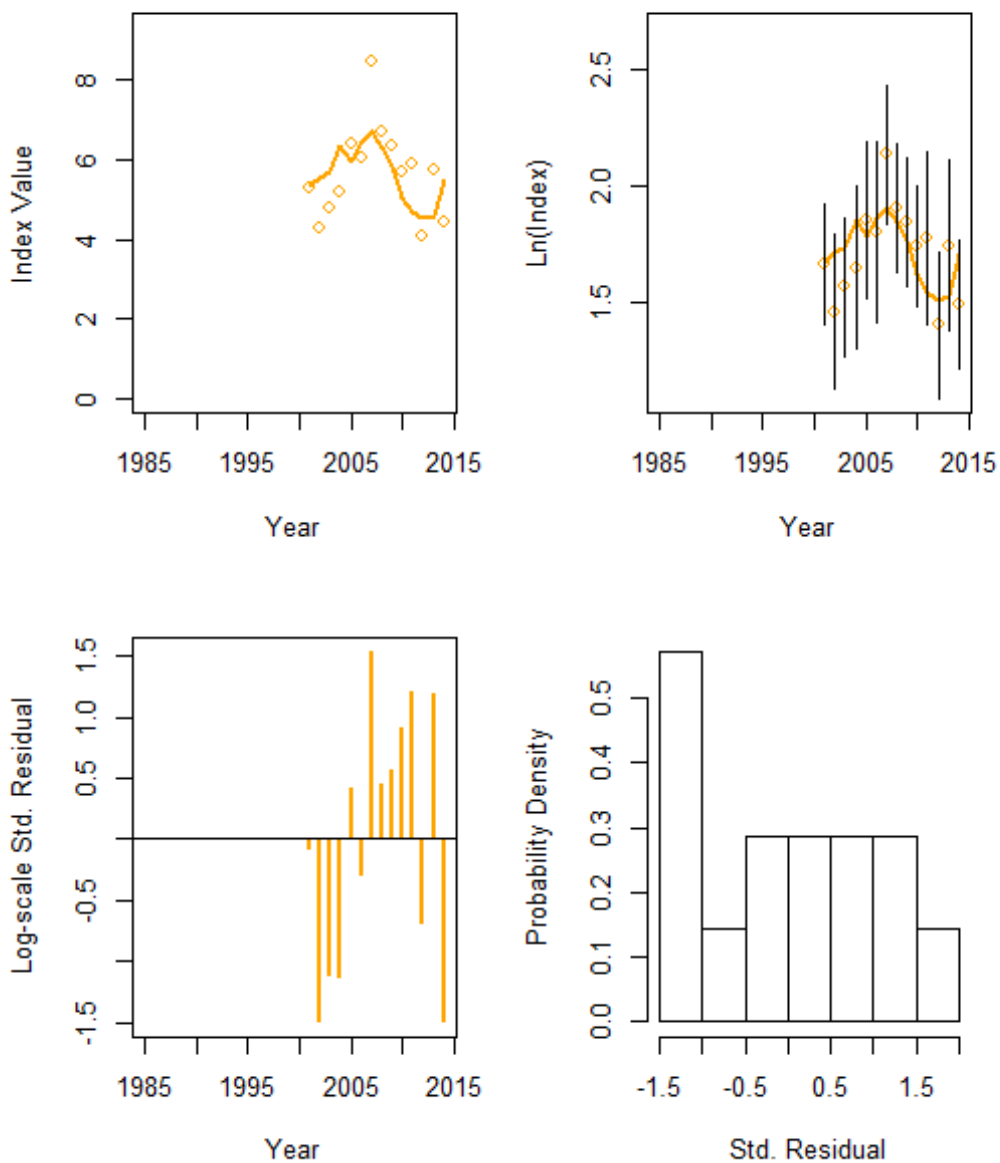 Index Value
8
6
4
2
0
1985 1995 2005 2015
Year
Ln(Index)
2.5
2.0
1.5
1985 1995 2005 2015
Year
Log-scale Std. Residual
1.5
1.0
0.5
-0.5
-1.5
1985 1995 2005 2015
Year
Probability Density
0.5
0.4
0.3
0.2
0.1
0.0
-1.5 -0.5 0.5 1.5
Std. Residual